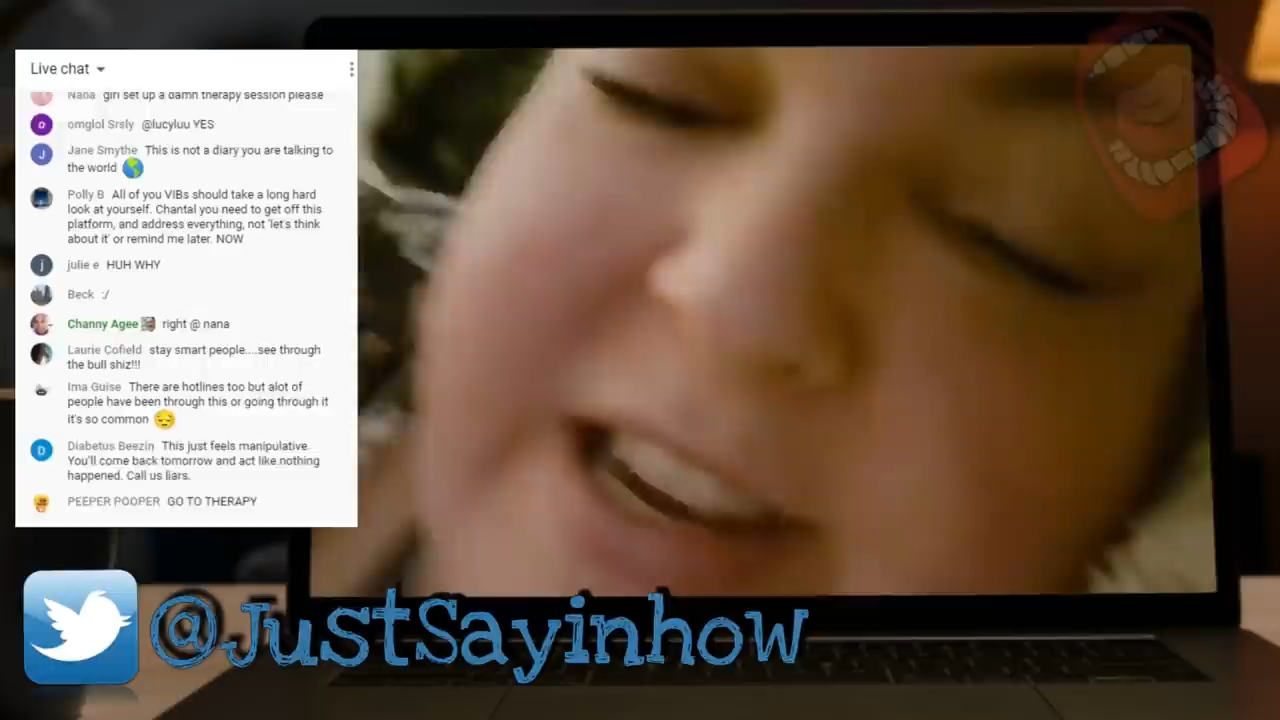 Live chat
Nana girl set up a damn therapy session please
omglol Srsly @lucyluu YES
Jane Smythe This is not a diary you are talking to
the world
Polly B All of you VIBs should take a long hard
look at yourself. Chantal you need to get off this
platform, and address everything, not 'let's think
about it' or remind me later. NOW
julie e HUH WHY
Beck :/
Channy Agee right @ nana
Laurie Cofield stay smart people....see through
the bull shiz!!!
Ima Guise There are hotlines too but alot of
people have been through this or going through it
it's so common
Diabetus Beezin This just feels manipulative.
You'll come back tomorrow and act like nothing
happened. Call us liars.
PEEPER POOPER GO TO THERAPY
@JustSayinhow